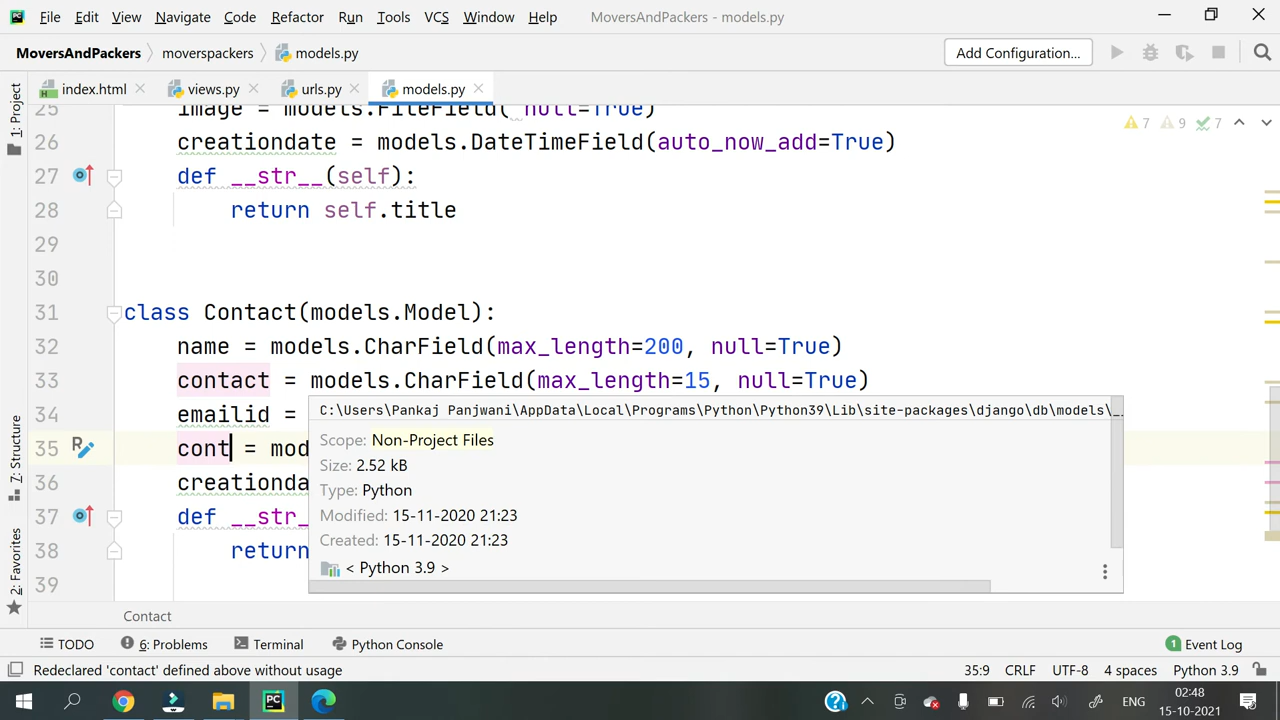 File Edit View Navigate Code Refactor Run Tools VCS Window Help MoversAndPackers - models.py
MoversAndPackers moverspackers models.py Add Configuration...
1: Project
index.html views.py urls.py models.py
25 image = models.FileField( null=True)
26 creationdate = models.DateTimeField(auto_now_add=True)
7 9 7
27 def __str__(self):
28 return self.title
29
30
31 class Contact(models.Model):
32 name = models.CharField(max_length=200, null=True)
33 contact = models.CharField(max_length=15, null=True)
34 emailid =
C:\Users\Pankaj Panjwani\AppData\Local\Programs\Python\Python39\Lib\site-packages\django\db\models\_
Scope: Non-Project Files
35 cont = mod
Size: 2.52 kB
36 creationda
Type: Python
37 def __str_
Modified: 15-11-2020 21:23
Created: 15-11-2020 21:23
38 return
< Python 3.9 >
39
7: Structure
2: Favorites
Contact
TODO 6: Problems Terminal Python Console 1 Event Log
Redeclared 'contact' defined above without usage 35:9 CRLF UTF-8 4 spaces Python 3.9
ENG 02:48
15-10-2021